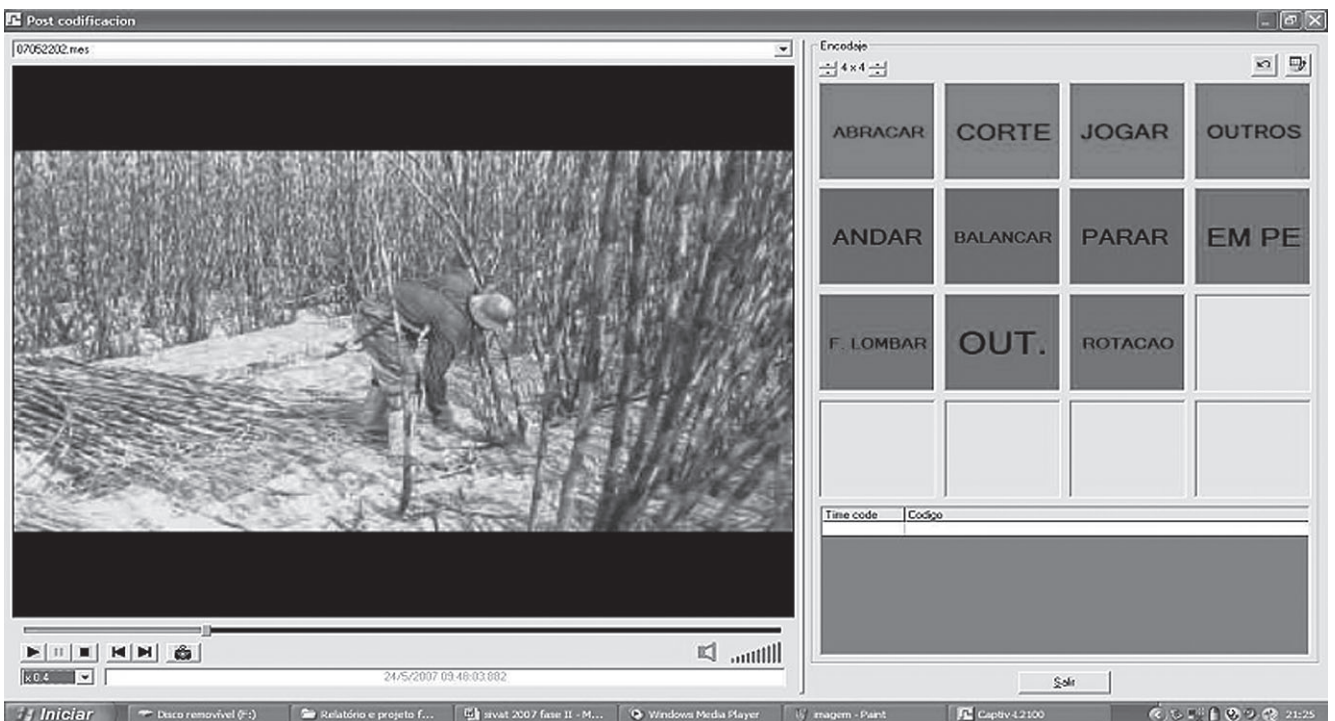 Post codificacion
07052202.mes
Encodaje
4 x 4
ABRACAR CORTE JOGAR OUTROS
ANDAR BALANCAR PARAR EM PE
F. LOMBAR OUT. ROTACAO
Time code Codigo
x 0.4
24/5/2007 09:48:03:882
Salir
Iniciar Disco removível (F:) Relatório e projeto f... sivat 2007 fase II - M... Windows Media Player imagem - Paint Captiv-L2100 21:25